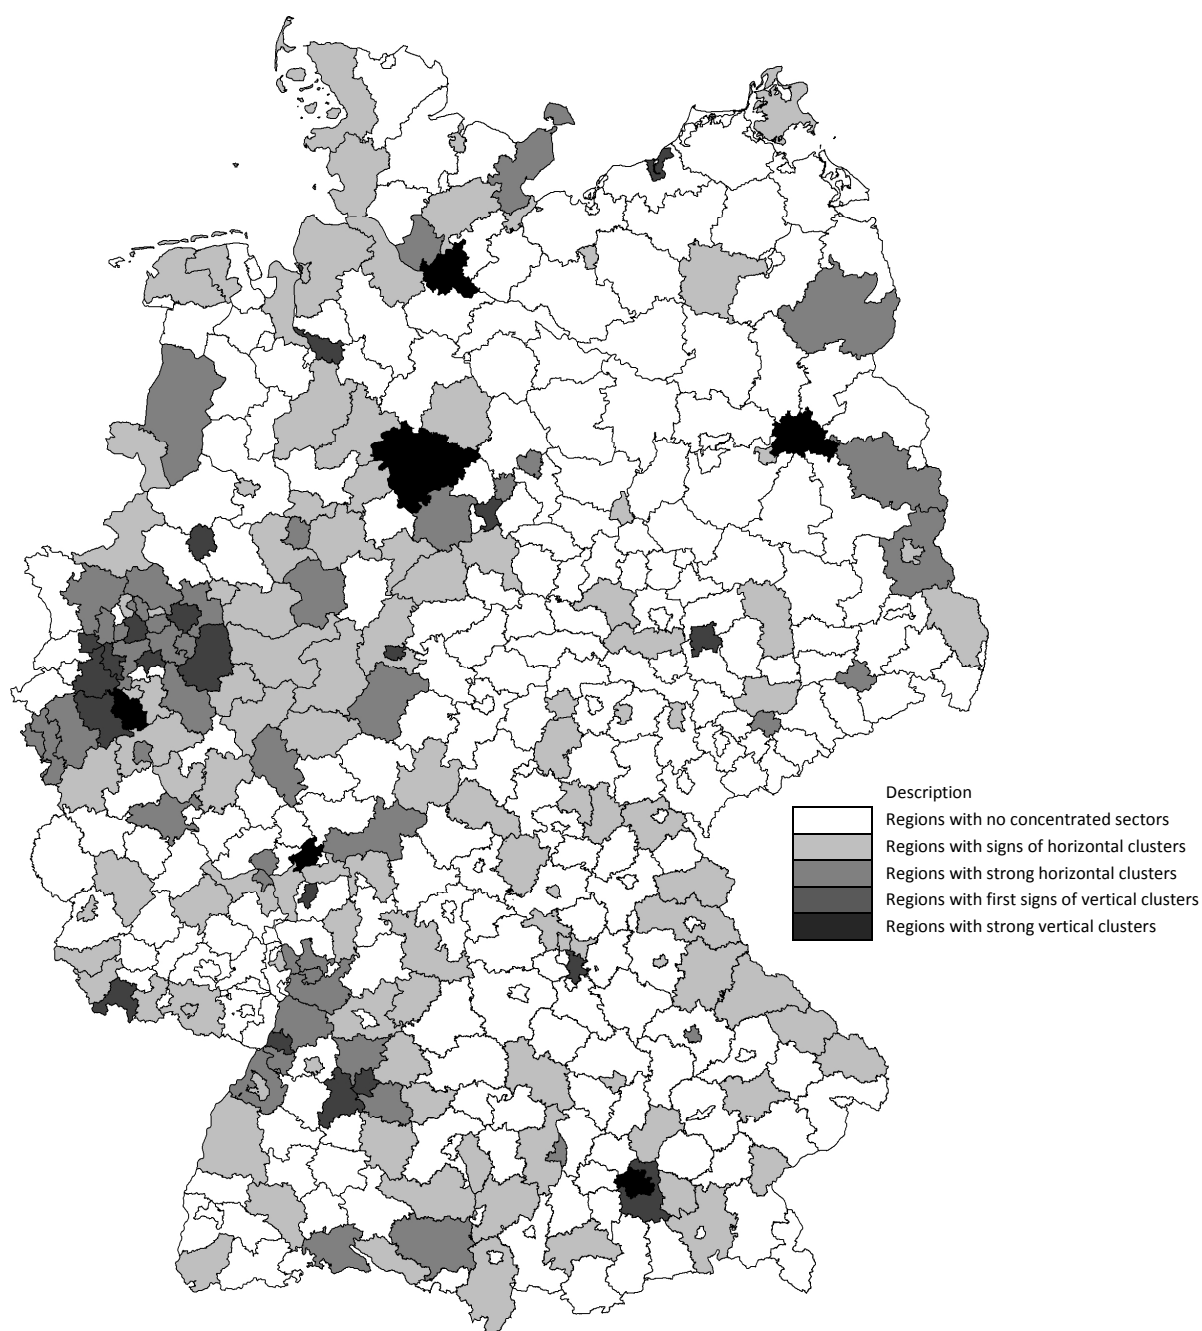 Description
Regions with no concentrated sectors
Regions with signs of horizontal clusters
Regions with strong horizontal clusters
Regions with first signs of vertical clusters
Regions with strong vertical clusters